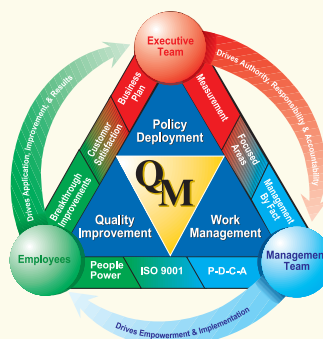 Executive
Team
Drives Application, Improvement, & Results
Drives Authority, Responsibility & Accountability
Business
Plan
Measurement
Customer
Satisfaction
Focused
Areas
Policy
Deployment
Breakthrough
Improvements
Management
By Fact
QM
Quality
Improvement
Work
Management
Employees
Management
Team
People
Power
ISO 9001
P-D-C-A
Drives Empowerment & Implementation